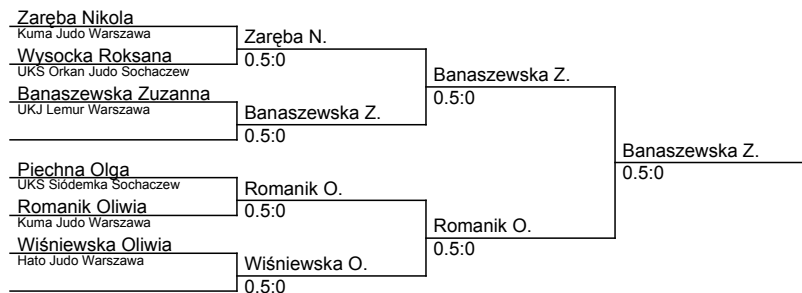 Zaręba Nikola
Kuma Judo Warszawa
Wysocka Roksana
UKS Orkan Judo Sochaczew
Banaszewska Zuzanna
UKJ Lemur Warszawa
Piechna Olga
UKS Siódemka Sochaczew
Romanik Oliwia
Kuma Judo Warszawa
Wiśniewska Oliwia
Hato Judo Warszawa
Zaręba N.
0.5:0
Banaszewska Z.
0.5:0
Romanik O.
0.5:0
Wiśniewska O.
0.5:0
Banaszewska Z.
0.5:0
Romanik O.
0.5:0
Banaszewska Z.
0.5:0